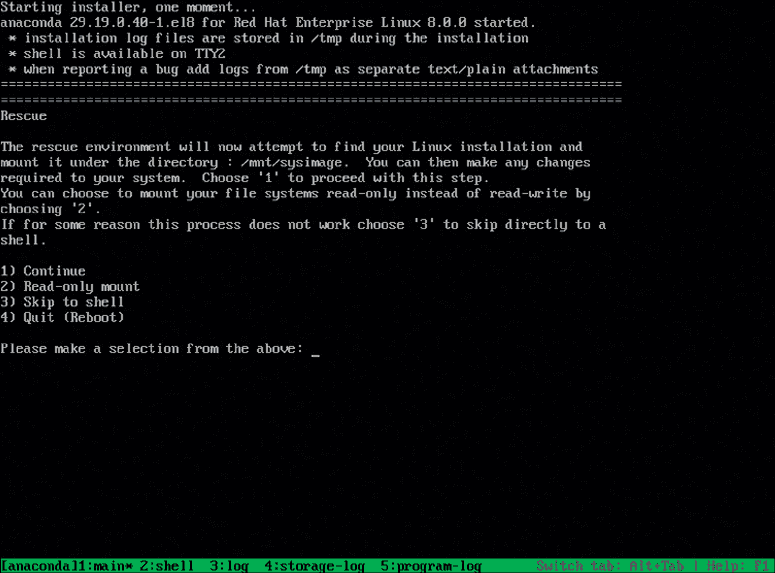 Starting installer, one moment...
anaconda 29.19.0.40-1.el8 for Red Hat Enterprise Linux 8.0.0 started.
 * installation log files are stored in /tmp during the installation
 * shell is available on TTY2
 * when reporting a bug add logs from /tmp as separate text/plain attachments
================================================================================
================================================================================
Rescue

The rescue environment will now attempt to find your Linux installation and
mount it under the directory : /mnt/sysimage.  You can then make any changes
required to your system.  Choose '1' to proceed with this step.
You can choose to mount your file systems read-only instead of read-write by
choosing '2'.
If for some reason this process does not work choose '3' to skip directly to a
shell.

1) Continue
2) Read-only mount
3) Skip to shell
4) Quit (Reboot)

Please make a selection from the above: _
[anaconda]1:main* 2:shell  3:log  4:storage-log  5:program-log      Switch tab: Alt+Tab | Help: F1